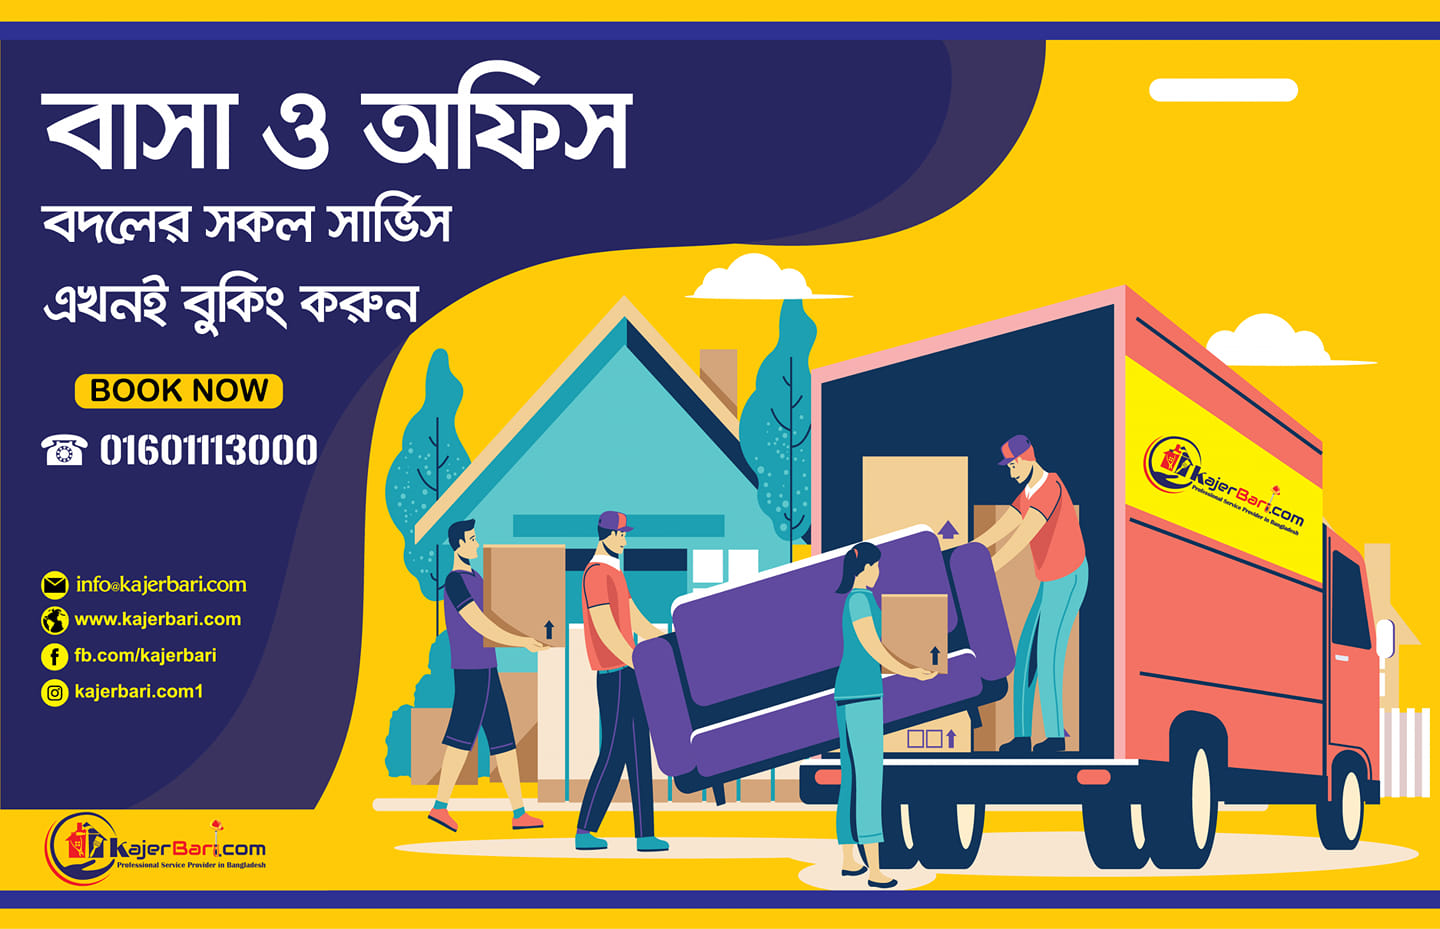 বাসা ও অফিস
বদলের সকল সার্ভিস
এখনই বুকিং করুন
BOOK NOW
01601113000
info@kajerbari.com
www.kajerbari.com
fb.com/kajerbari
kajerbari.com1
KajerBari.com
Professional Service Provider in Bangladesh
KajerBari.com
Professional Service Provider in Bangladesh